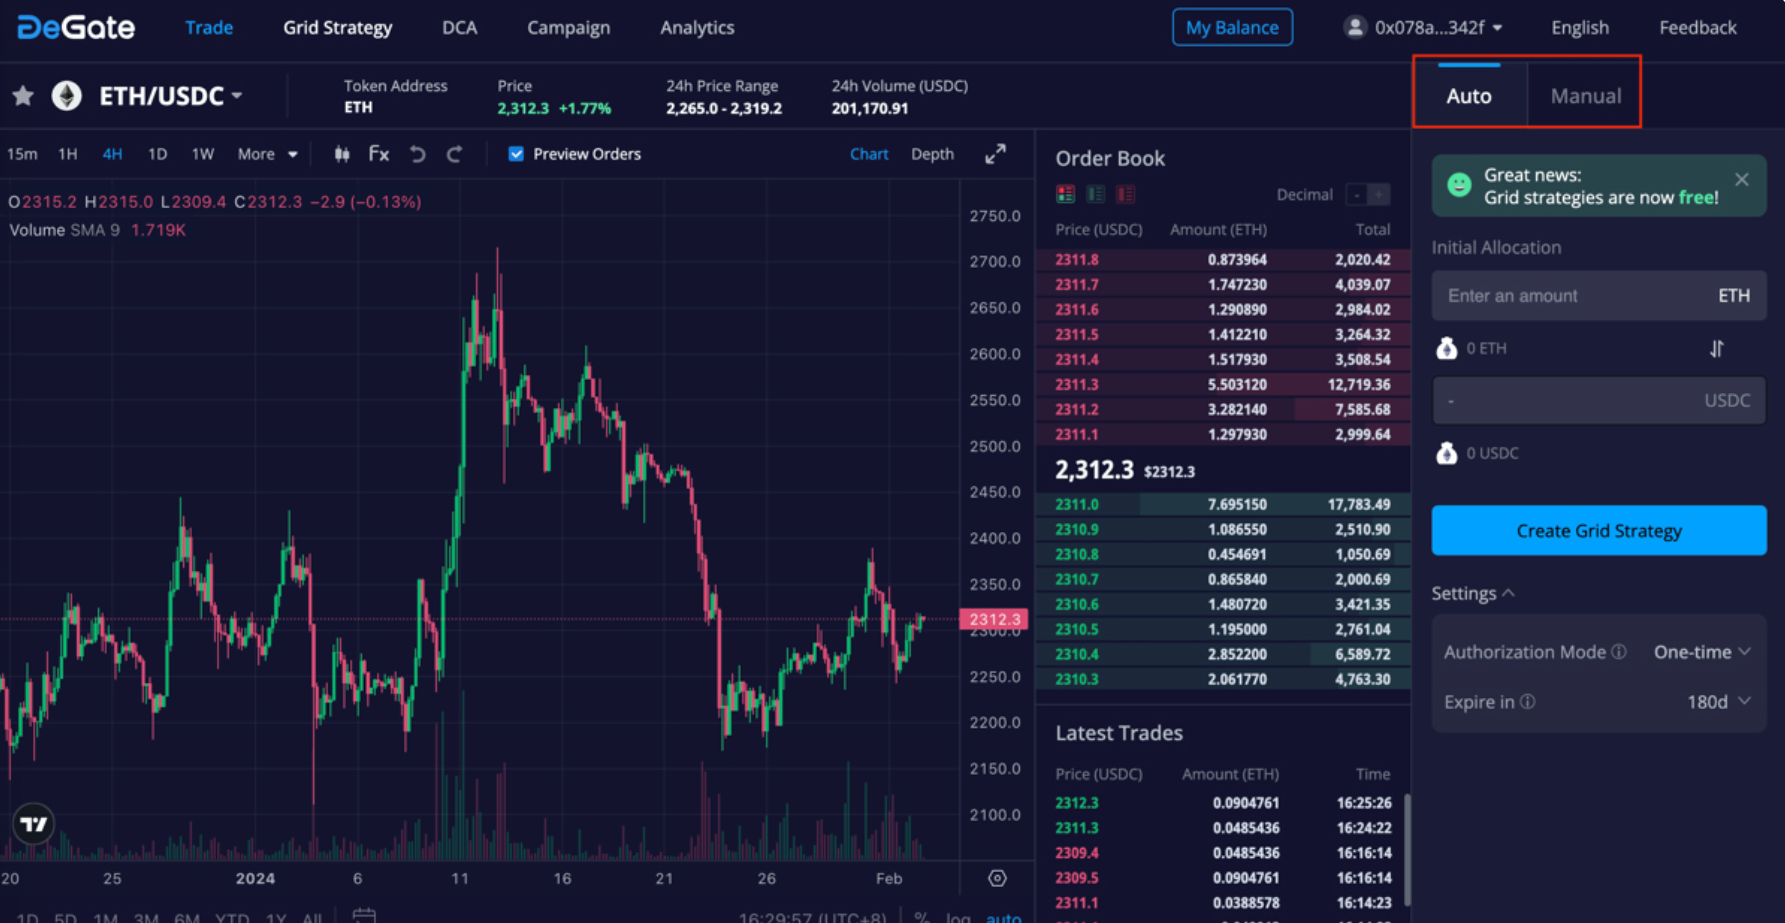 DeGate Trade Grid Strategy DCA Campaign Analytics My Balance 0x078a...342f English Feedback
ETH/USDC
Token Address Price 24h Price Range 24h Volume (USDC)
ETH 2,312.3 +1.77% 2,265.0 - 2,319.2 201,170.91
Auto Manual
15m 1H 4H 1D 1W More Fx Preview Orders Chart Depth
O2315.2 H2315.0 L2309.4 C2312.3 −2.9 (−0.13%)
Volume SMA 9 1.719K
2750.0
2700.0
2650.0
2600.0
2550.0
2500.0
2450.0
2400.0
2350.0
2312.3
2300.0
2250.0
2200.0
2150.0
2100.0
20 25 2024 6 11 16 21 26 Feb
1D 5D 1M 3M 6M YTD 1Y All 16:29:57 (UTC+8) % log auto
Order Book
Decimal - +
Price (USDC) Amount (ETH) Total
2311.8 0.873964 2,020.42
2311.7 1.747230 4,039.07
2311.6 1.290890 2,984.02
2311.5 1.412210 3,264.32
2311.4 1.517930 3,508.54
2311.3 5.503120 12,719.36
2311.2 3.282140 7,585.68
2311.1 1.297930 2,999.64
2,312.3 $2312.3
2311.0 7.695150 17,783.49
2310.9 1.086550 2,510.90
2310.8 0.454691 1,050.69
2310.7 0.865840 2,000.69
2310.6 1.480720 3,421.35
2310.5 1.195000 2,761.04
2310.4 2.852200 6,589.72
2310.3 2.061770 4,763.30
Latest Trades
Price (USDC) Amount (ETH) Time
2312.3 0.0904761 16:25:26
2311.3 0.0485436 16:24:22
2309.4 0.0485436 16:16:14
2309.5 0.0904761 16:16:14
2311.1 0.0388578 16:14:23
Great news:
Grid strategies are now free!
Initial Allocation
Enter an amount ETH
0 ETH
- USDC
0 USDC
Create Grid Strategy
Settings
Authorization Mode One-time
Expire in 180d